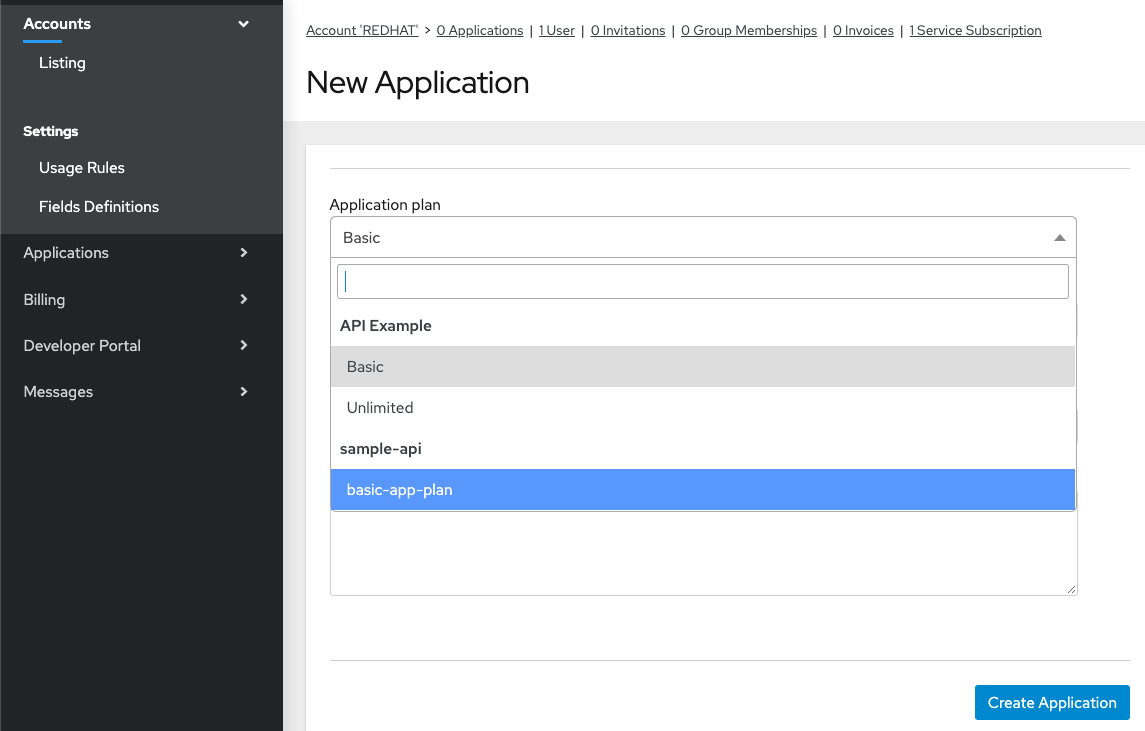 Accounts
Listing
Settings
Usage Rules
Fields Definitions
Applications
Billing
Developer Portal
Messages
Account 'REDHAT' > 0 Applications | 1 User | 0 Invitations | 0 Group Memberships | 0 Invoices | 1 Service Subscription
New Application
Application plan
Basic
API Example
Basic
Unlimited
sample-api
basic-app-plan
Create Application